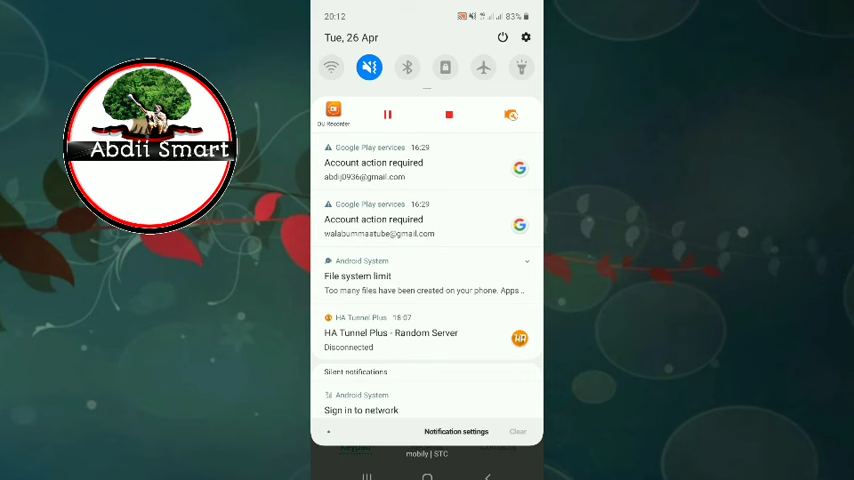 20:12
83%
Tue, 26 Apr
DU Recorder
Google Play services 16:29
Account action required
abdij0936@gmail.com
Google Play services 16:29
Account action required
walabummaatube@gmail.com
Android System
File system limit
Too many files have been created on your phone. Apps ..
HA Tunnel Plus 18:07
HA Tunnel Plus - Random Server
Disconnected
HA
Silent notifications
Android System
Sign in to network
Notification settings
Clear
mobily | STC
Abdii Smart